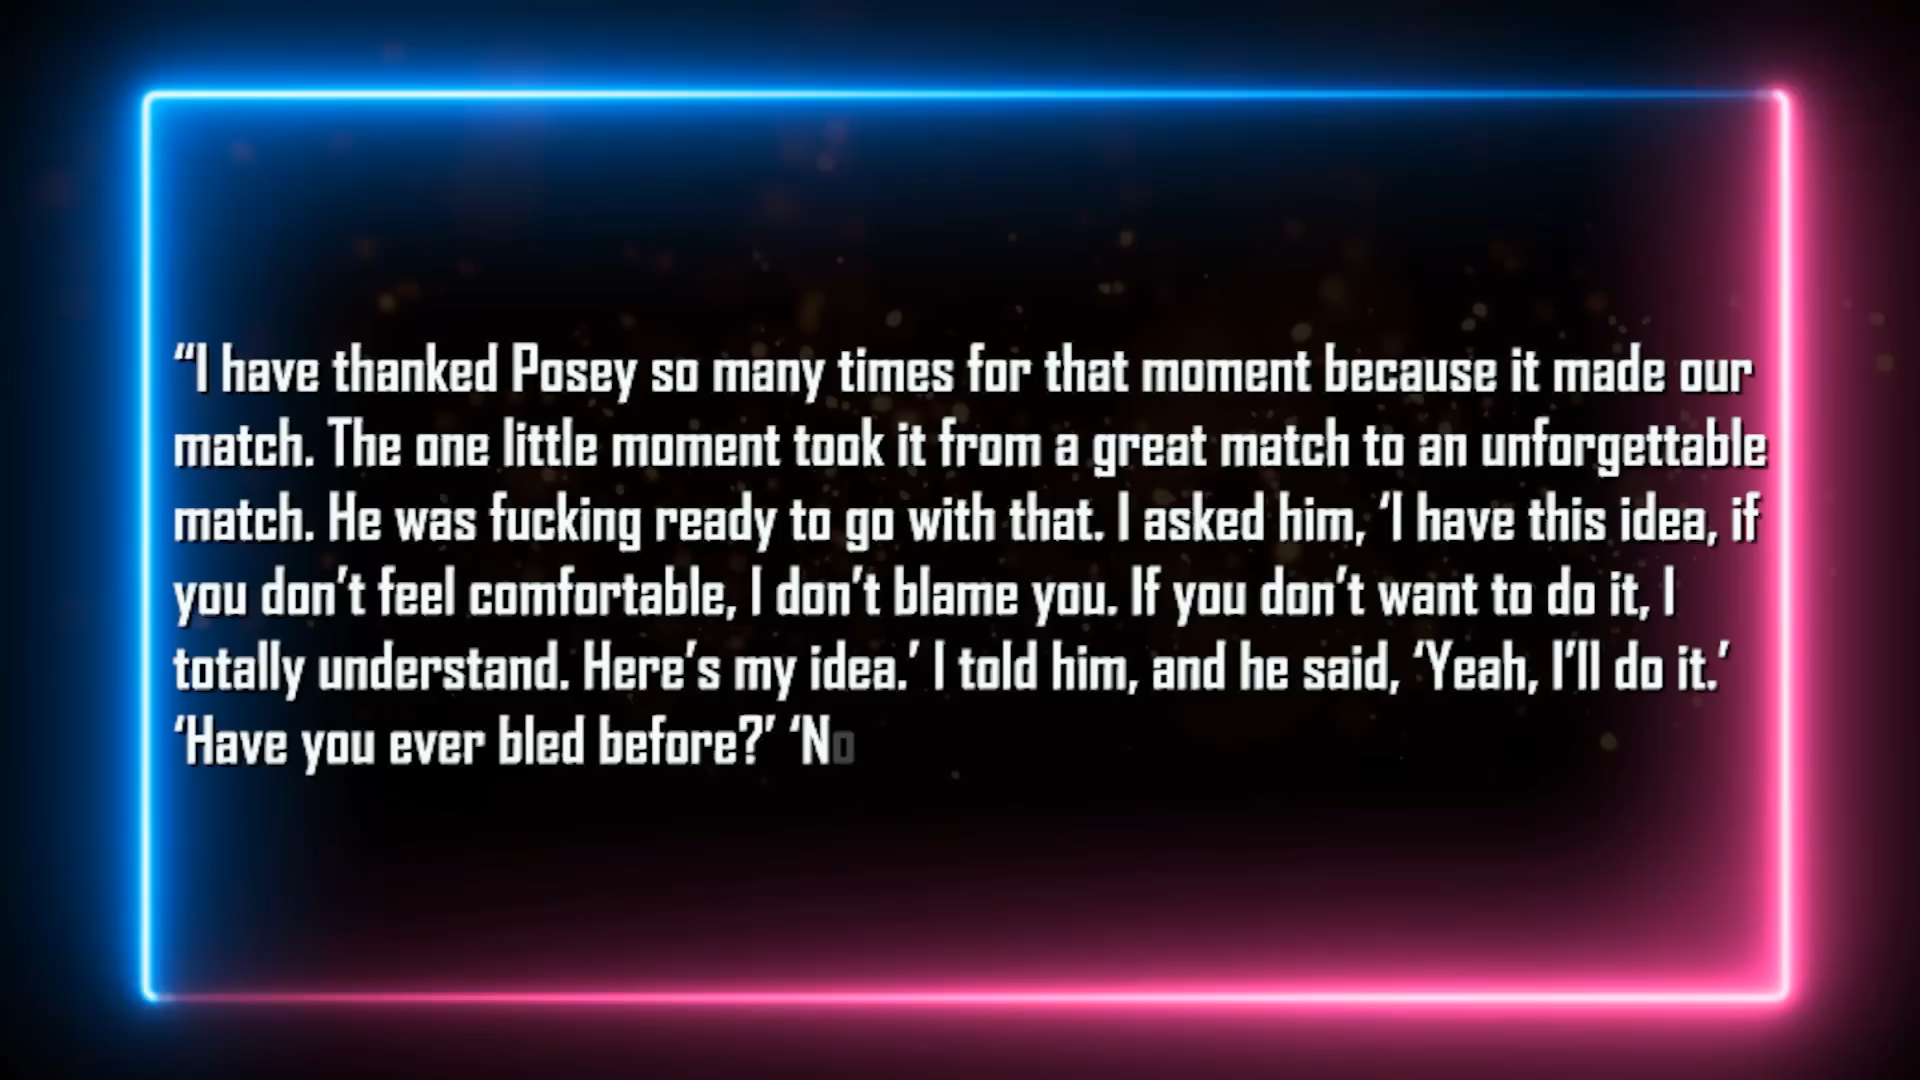 “I have thanked Posey so many times for that moment because it made our
match. The one little moment took it from a great match to an unforgettable
match. He was fucking ready to go with that. I asked him, ‘I have this idea, if
you don’t feel comfortable, I don’t blame you. If you don’t want to do it, I
totally understand. Here’s my idea.’ I told him, and he said, ‘Yeah, I’ll do it.’
‘Have you ever bled before?’ ‘No